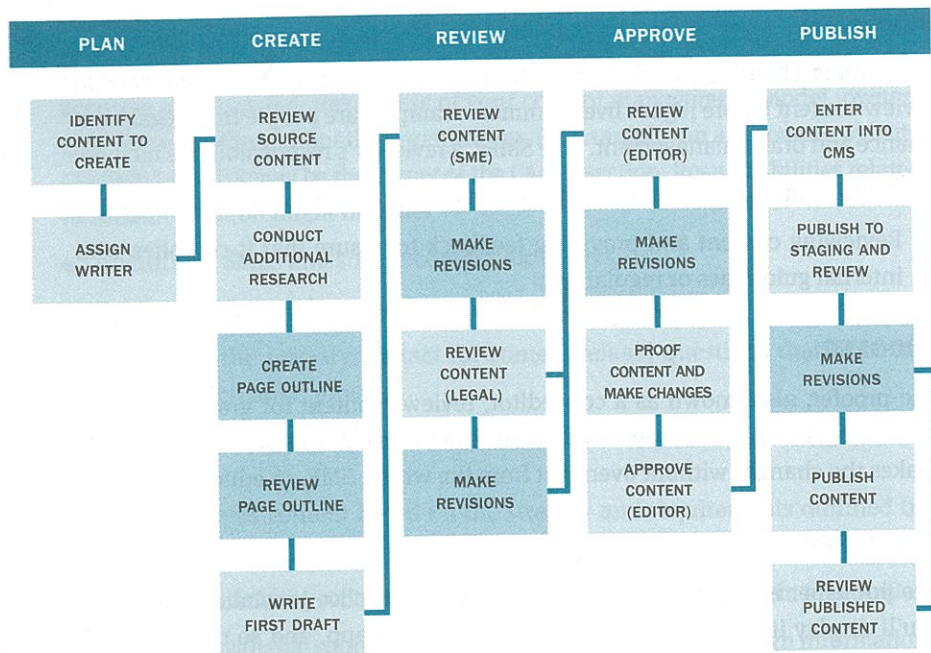 PLAN
CREATE
REVIEW
APPROVE
PUBLISH
IDENTIFY
CONTENT TO
CREATE
ASSIGN
WRITER
REVIEW
SOURCE
CONTENT
CONDUCT
ADDITIONAL
RESEARCH
CREATE
PAGE OUTLINE
REVIEW
PAGE OUTLINE
WRITE
FIRST DRAFT
REVIEW
CONTENT
(SME)
MAKE
REVISIONS
REVIEW
CONTENT
(LEGAL)
MAKE
REVISIONS
REVIEW
CONTENT
(EDITOR)
MAKE
REVISIONS
PROOF
CONTENT AND
MAKE CHANGES
APPROVE
CONTENT
(EDITOR)
ENTER
CONTENT INTO
CMS
PUBLISH TO
STAGING AND
REVIEW
MAKE
REVISIONS
PUBLISH
CONTENT
REVIEW
PUBLISHED
CONTENT